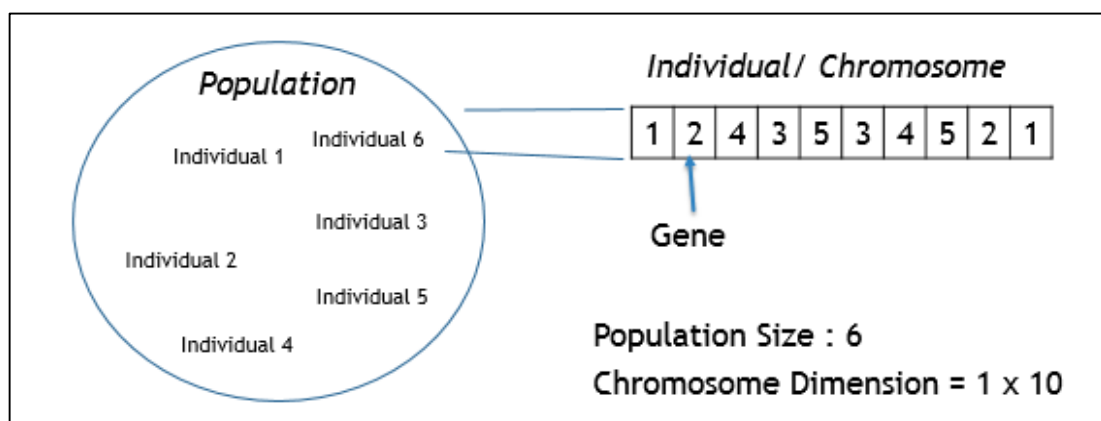 Population
Individual 1
Individual 6
Individual 3
Individual 2
Individual 5
Individual 4
Individual/ Chromosome
1 2 4 3 5 3 4 5 2 1
Gene
Population Size : 6
Chromosome Dimension = 1 x 10